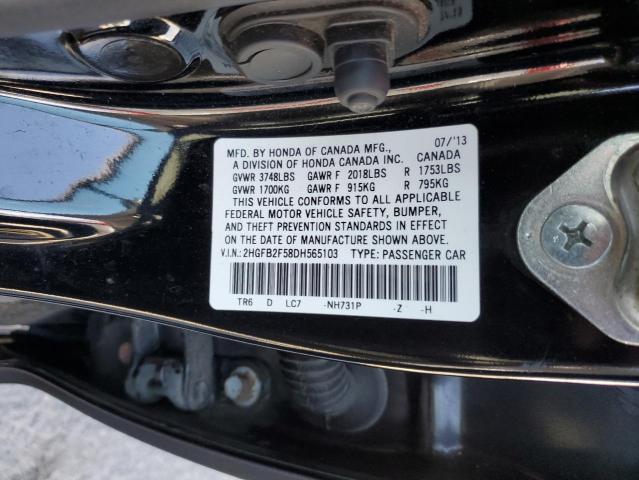 MFD. BY HONDA OF CANADA MFG., 07/'13
A DIVISION OF HONDA CANADA INC. CANADA
GVWR 3748LBS GAWR F 2018LBS R 1753LBS
GVWR 1700KG GAWR F 915KG R 795KG
THIS VEHICLE CONFORMS TO ALL APPLICABLE
FEDERAL MOTOR VEHICLE SAFETY, BUMPER,
AND THEFT PREVENTION STANDARDS IN EFFECT
ON THE DATE OF MANUFACTURE SHOWN ABOVE.
V.I.N.: 2HGFB2F58DH565103 TYPE: PASSENGER CAR
TR6 D LC7 -NH731P -Z -H